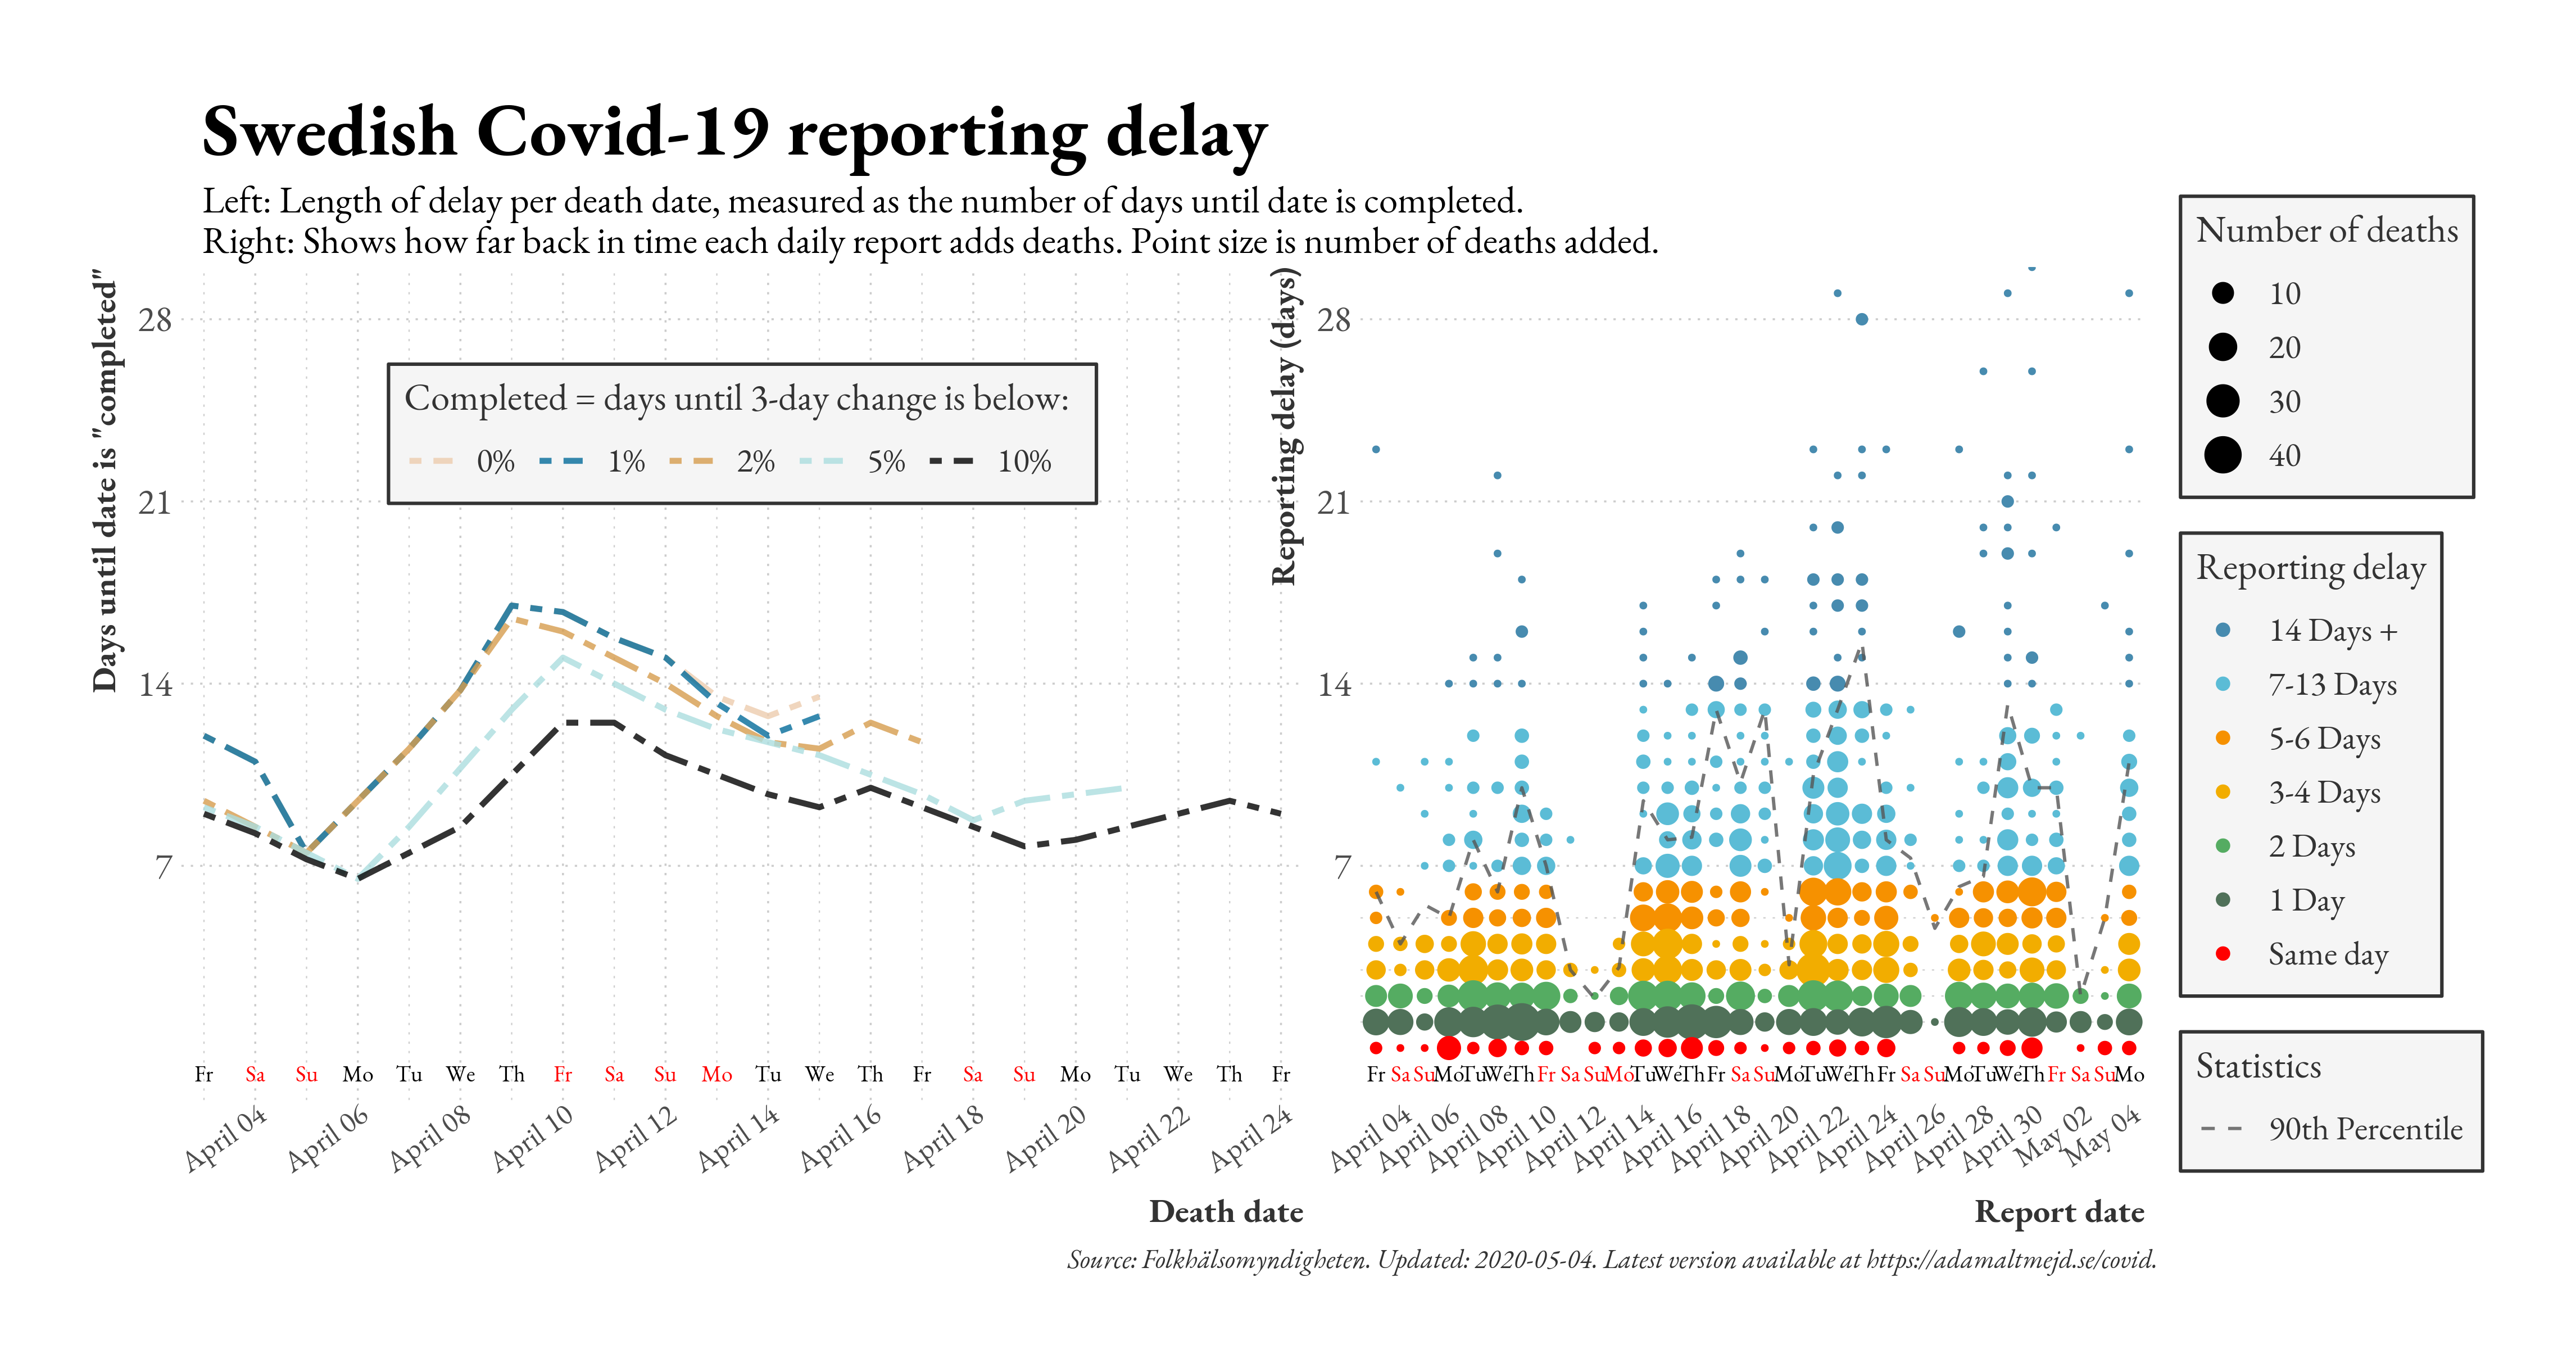 Swedish Covid-19 reporting delay
Left: Length of delay per death date, measured as the number of days until date is completed.
Right: Shows how far back in time each daily report adds deaths. Point size is number of deaths added.
Days until date is "completed"
28
21
14
7
Completed = days until 3-day change is below:
0% 1% 2% 5% 10%
Fr Sa Su Mo Tu We Th Fr Sa Su Mo Tu We Th Fr Sa Su Mo Tu We Th Fr
April 04 April 06 April 08 April 10 April 12 April 14 April 16 April 18 April 20 April 22 April 24
Death date
Reporting delay (days)
28
21
14
7
Fr Sa Su Mo Tu We Th Fr Sa Su Mo Tu We Th Fr Sa Su Mo Tu We Th Fr Sa Su Mo Tu We Th Fr Sa Su Mo
April 04 April 06 April 08 April 10 April 12 April 14 April 16 April 18 April 20 April 22 April 24 April 26 April 28 April 30 May 02 May 04
Report date
Number of deaths
10
20
30
40
Reporting delay
14 Days +
7-13 Days
5-6 Days
3-4 Days
2 Days
1 Day
Same day
Statistics
90th Percentile
Source: Folkhälsomyndigheten. Updated: 2020-05-04. Latest version available at https://adamaltmejd.se/covid.